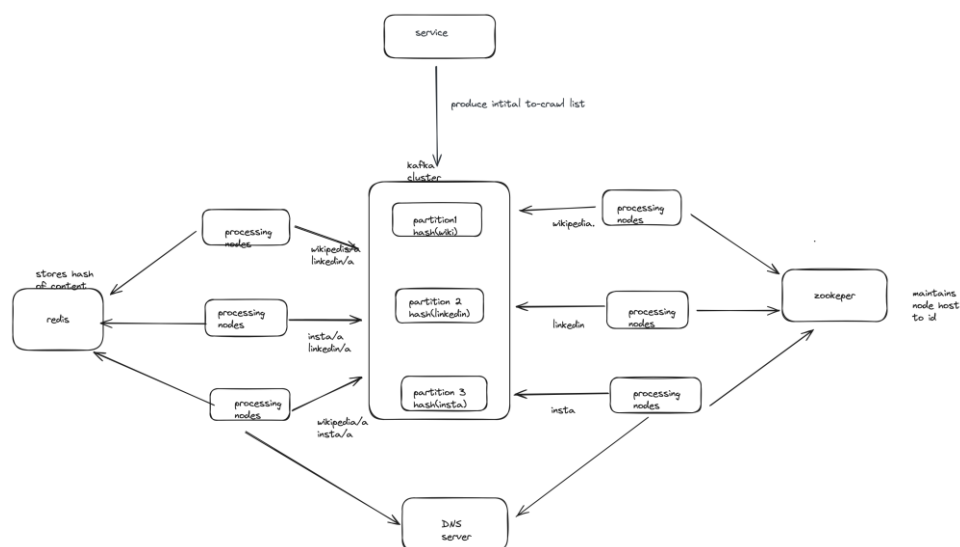 service
produce intital to-crawl list
kafka
cluster
partition1
hash(wiki)
processing
nodes
wikipedia/a
linkedin/a
wikipedia.
processing
nodes
stores hash
of content
redis
processing
nodes
insta/a
linkedin/a
partition 2
hash(linkedin)
linkedin
processing
nodes
zookeper
maintains
node host
to id
processing
nodes
wikipedia/a
insta/a
partition 3
hash(insta)
insta
processing
nodes
DNS
server